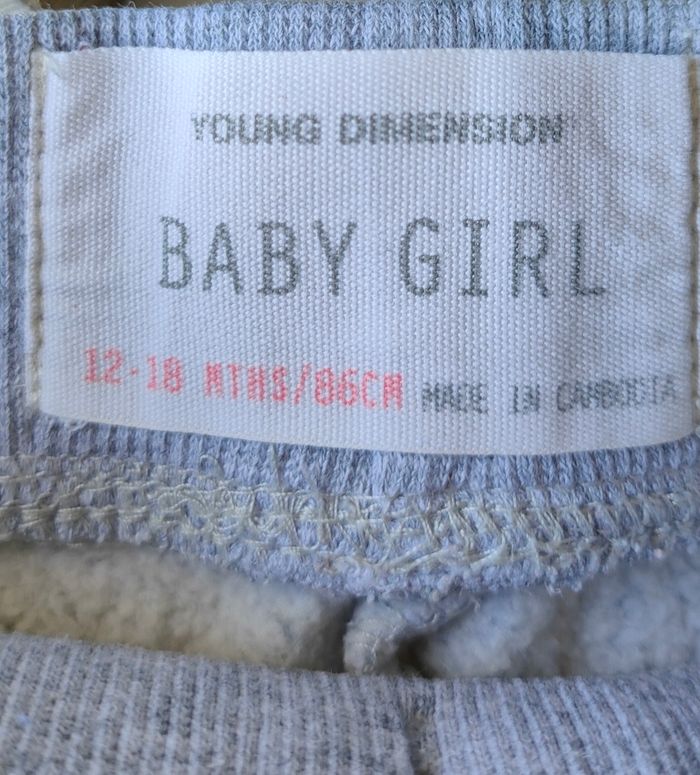 YOUNG DIMENSION
BABY GIRL
12-18 MTHS/86CM MADE IN CAMBODIA